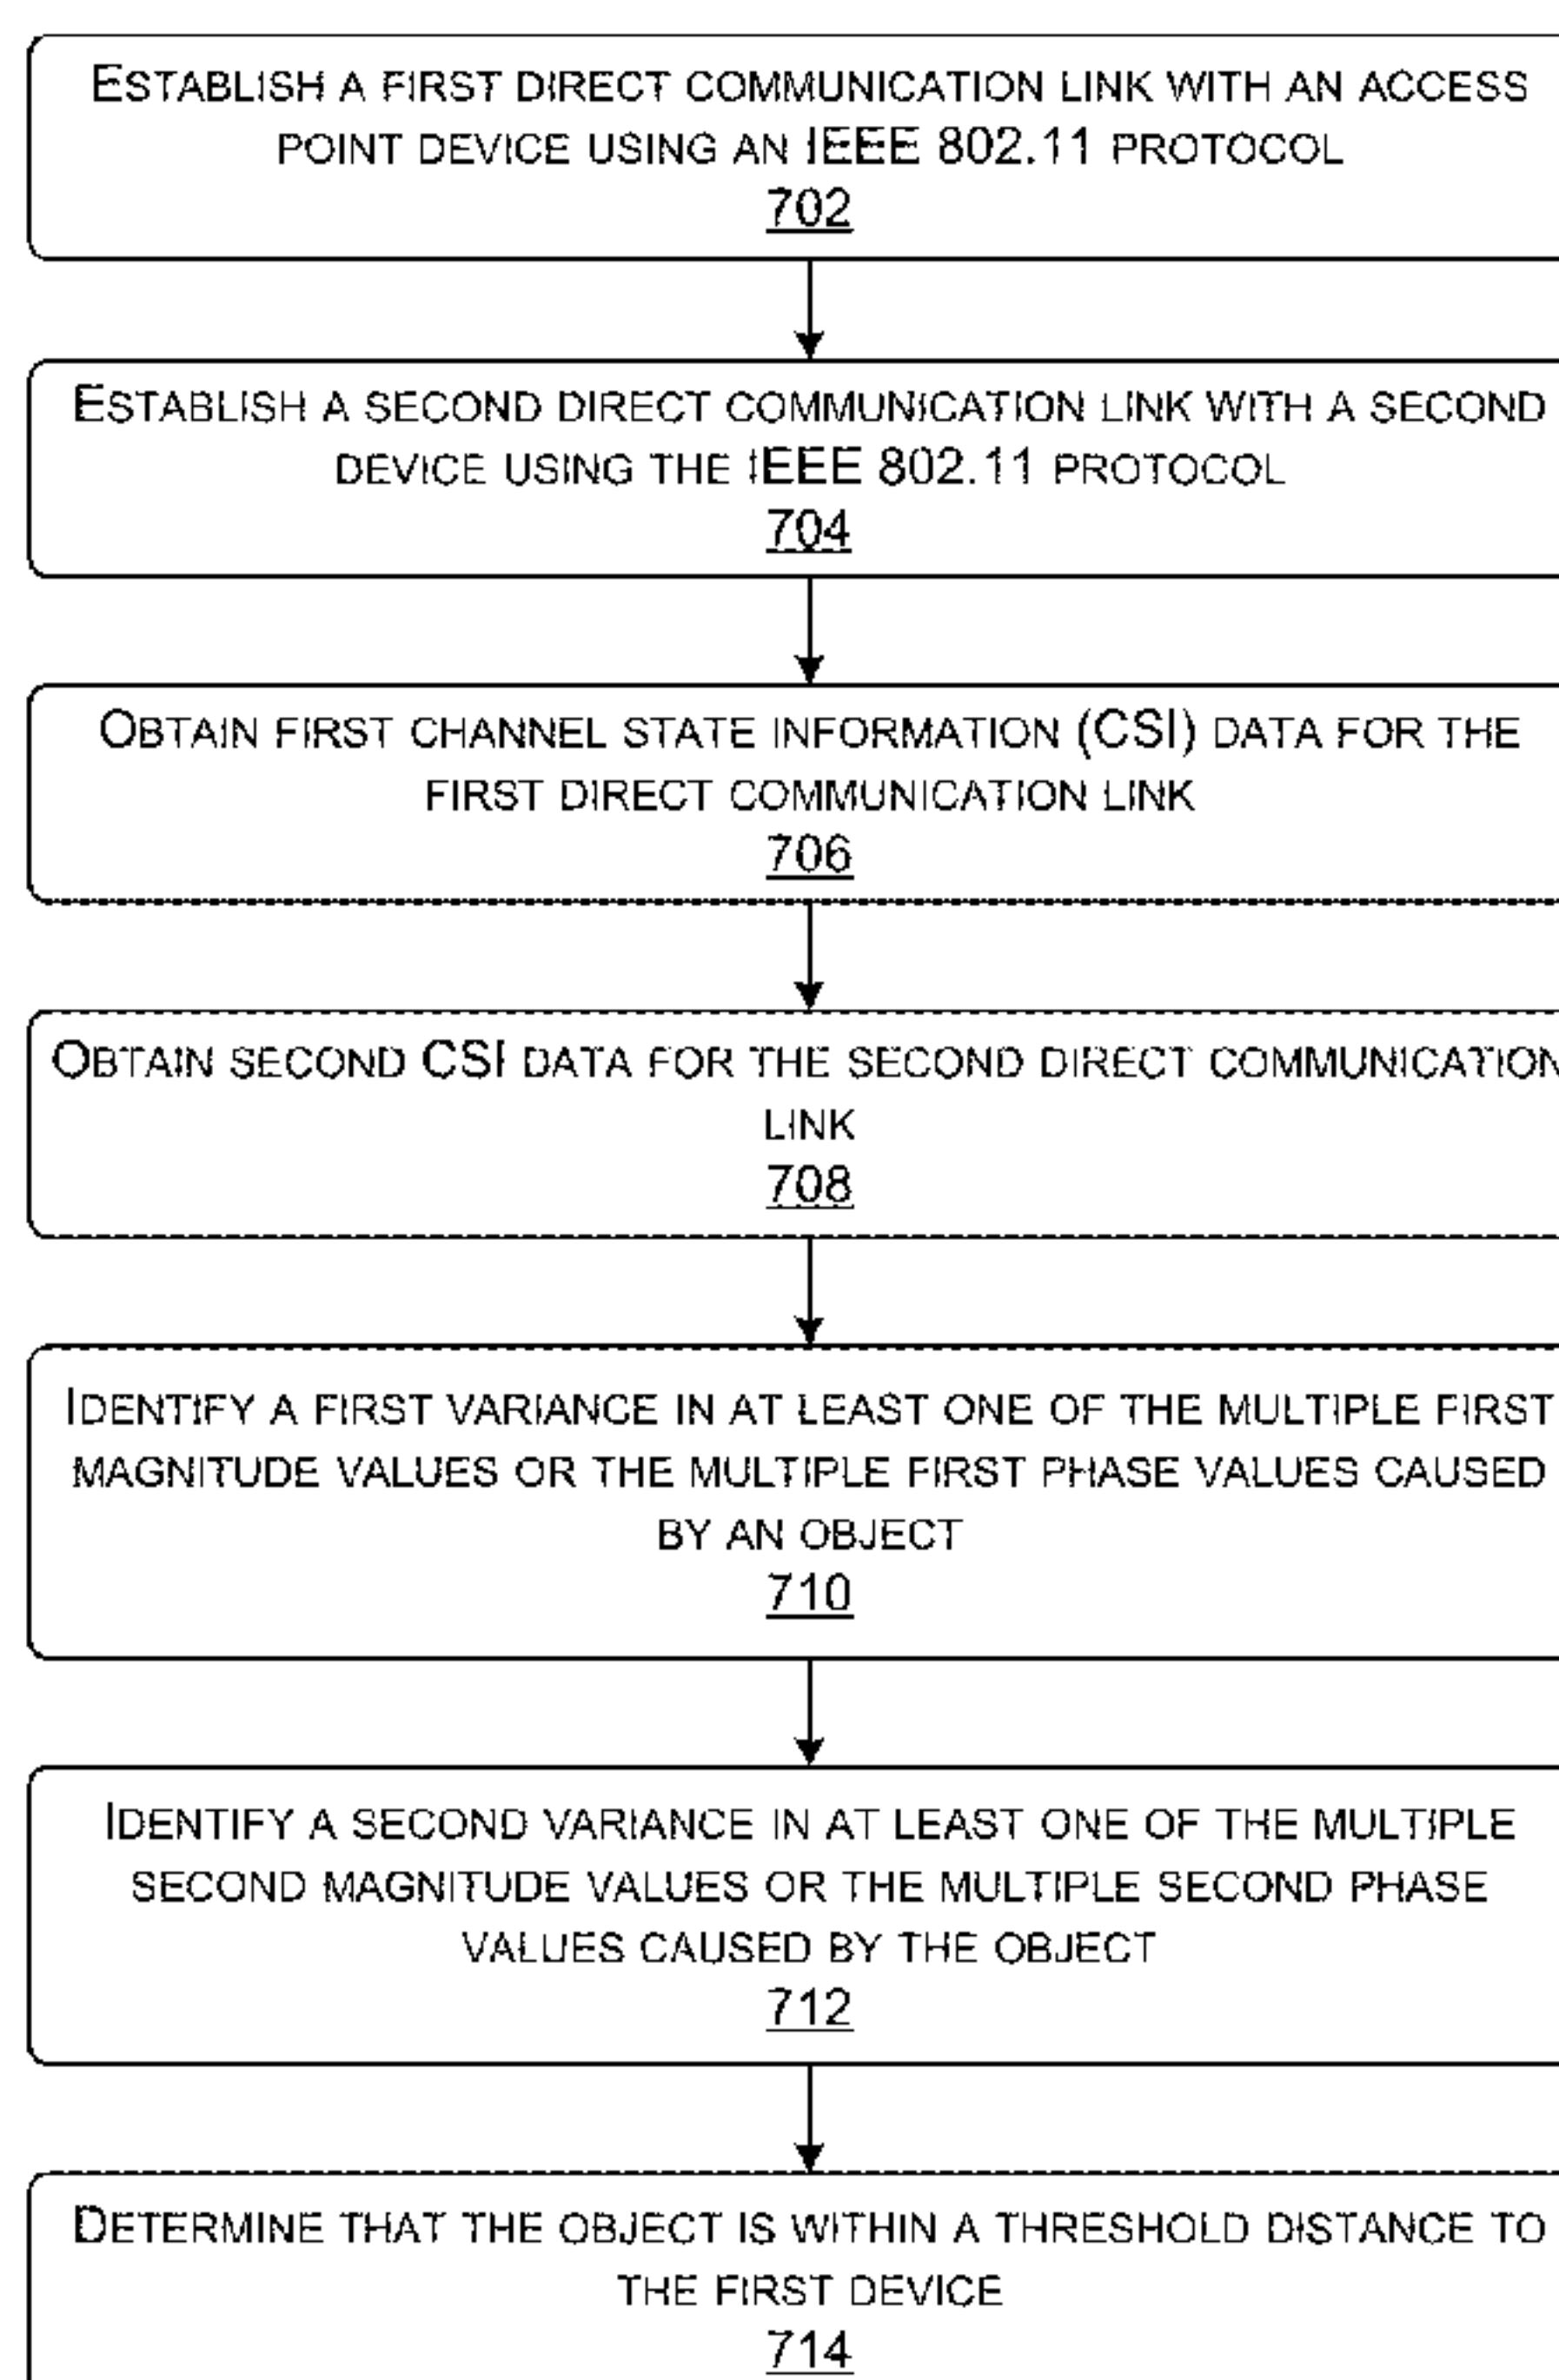 ESTABLISH A FIRST DIRECT COMMUNICATION LINK WITH AN ACCESS
POINT DEVICE USING AN IEEE 802.11 PROTOCOL
702
ESTABLISH A SECOND DIRECT COMMUNICATION LINK WITH A SECOND
DEVICE USING THE IEEE 802.11 PROTOCOL
704
OBTAIN FIRST CHANNEL STATE INFORMATION (CSI) DATA FOR THE
FIRST DIRECT COMMUNICATION LINK
706
OBTAIN SECOND CSI DATA FOR THE SECOND DIRECT COMMUNICATION
LINK
708
IDENTIFY A FIRST VARIANCE IN AT LEAST ONE OF THE MULTIPLE FIRST
MAGNITUDE VALUES OR THE MULTIPLE FIRST PHASE VALUES CAUSED
BY AN OBJECT
710
IDENTIFY A SECOND VARIANCE IN AT LEAST ONE OF THE MULTIPLE
SECOND MAGNITUDE VALUES OR THE MULTIPLE SECOND PHASE
VALUES CAUSED BY THE OBJECT
712
DETERMINE THAT THE OBJECT IS WITHIN A THRESHOLD DISTANCE TO
THE FIRST DEVICE
714